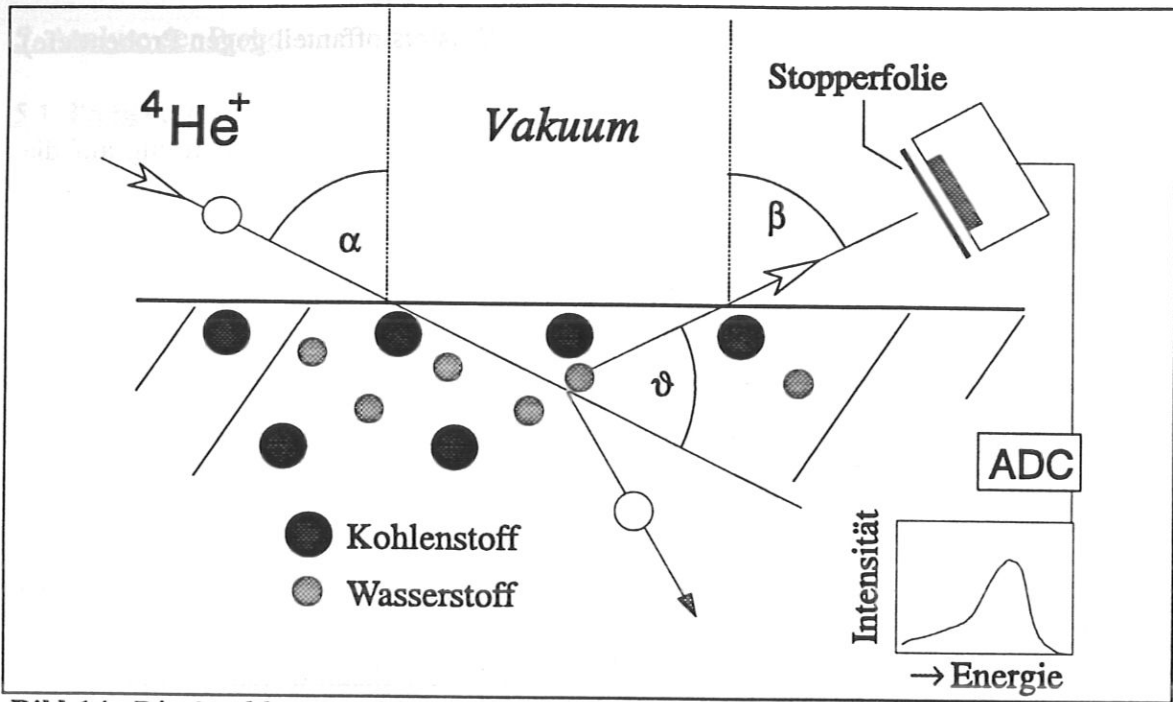 ⁴He⁺
Vakuum
Stopperfolie
α
β
ϑ
ADC
Kohlenstoff
Wasserstoff
Intensität
→ Energie